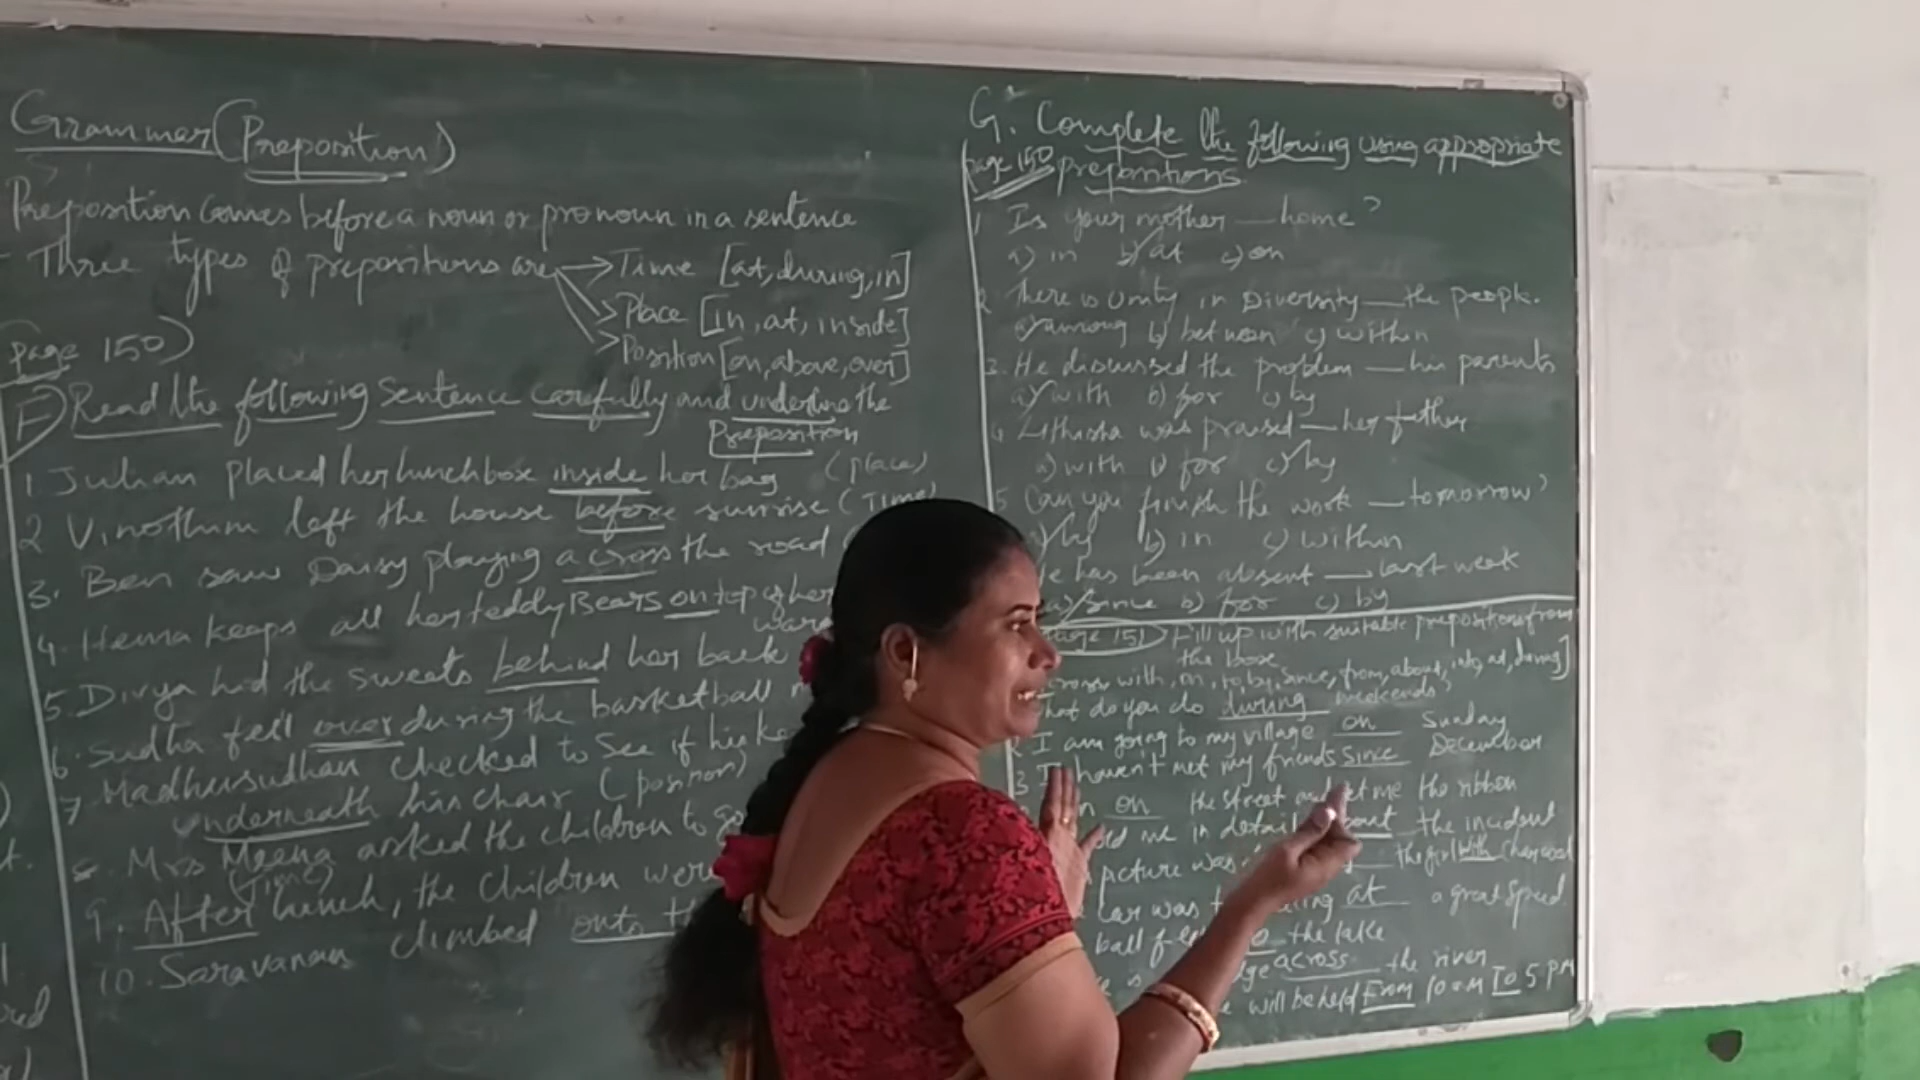 Grammer (Preposition)
Preposition Comes before a noun or pronoun in a sentence
Three types of prepositions are
Time [at, during, in]
Place [in, at, inside]
Position [on, above, over]
Page 150)
F) Read the following Sentence carefully and underline the
Preposition
1. Julian placed her lunchbox inside her bag (place)
2 Vinothini left the house before sunrise (Time)
3. Ben saw Daisy playing across the road
4. Hema keeps all her teddy Bears on top of her
5. Divya hid the sweets behind her back
6. Sudha fell over during the basketball
7 Madhusudhan checked to see if his
underneath his chair (position)
8 Mrs Meena asked the children to go
(Time)
9. After lunch, the children were
10. Saravanan climbed onto
G. Complete the following using appropriate
page 150 prepositions.
1 Is your mother ___ home?
a) in b) at c) on
2 There is Unity in Diversity ___ the people.
a) among b) between c) within
3. He discussed the problem ___ his parents
a) with b) for c) by
4 Lithisha was praised ___ her father
a) with b) for c) by
5 Can you finish the work ___ tomorrow?
by b) in c) within
He has been absent ___ last week
a) since b) for c) by
Page 151) Fill up with suitable prepositions from
the box
with, on, to, by, since, from, about, into, at, during]
What do you do during weekends?
2 I am going to my village on Sunday
3 I haven't met my friends since December
on the street and get me the ribbon
told me in detail about the incident
picture was the girl with charcoal
car was at a great speed
ball the lake
across the river
will be held From 10 am To 5 PM